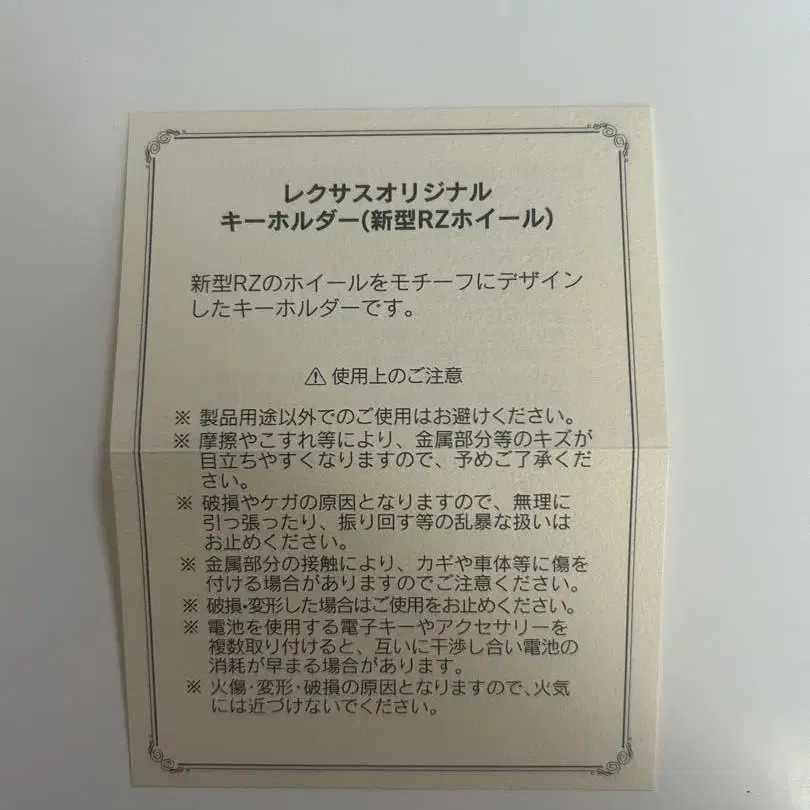 レクサスオリジナル
キーホルダー(新型RZホイール)
新型RZのホイールをモチーフにデザイン
したキーホルダーです。
⚠ 使用上のご注意
※ 製品用途以外でのご使用はお避けください。
※ 摩擦やこすれ等により、金属部分等のキズが
目立ちやすくなりますので、予めご了承くだ
さい。
※ 破損やケガの原因となりますので、無理に
引っ張ったり、振り回す等の乱暴な扱いは
お止めください。
※ 金属部分の接触により、カギや車体等に傷を
付ける場合がありますのでご注意ください。
※ 破損・変形した場合はご使用をお止めください。
※ 電池を使用する電子キーやアクセサリーを
複数取り付けると、互いに干渉し合い電池の
消耗が早まる場合があります。
※ 火傷・変形・破損の原因となりますので、火気
には近づけないでください。